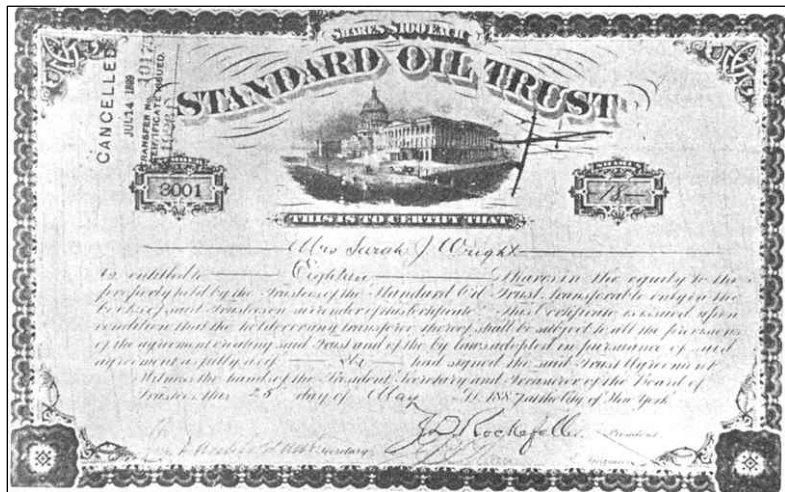 SHARES $100 EACH
STANDARD OIL TRUST
CANCELLED
JUL 14 1889
TRANSFER No.
CERTIFICATE ISSUED.
NUMBER
3001
18
THIS IS TO CERTIFY THAT
Mrs Sarah J Wright
is entitled to Eighteen Shares in the equity to the
property held by the Trustees of the Standard Oil Trust, transferable only on the
books of said Trustees on surrender of this Certificate. This Certificate is issued upon
condition that the holder or any transferee thereof shall be subject to all the provisions
of the agreement creating said Trust and of the by laws adopted in pursuance of said
agreement as fully as if she had signed the said Trust Agreement
Witness the hands of the President, Secretary and Treasurer of the Board of
Trustees this 25 day of May A.D. 1887 at the City of New York
J D. Rockefeller President.
Secretary